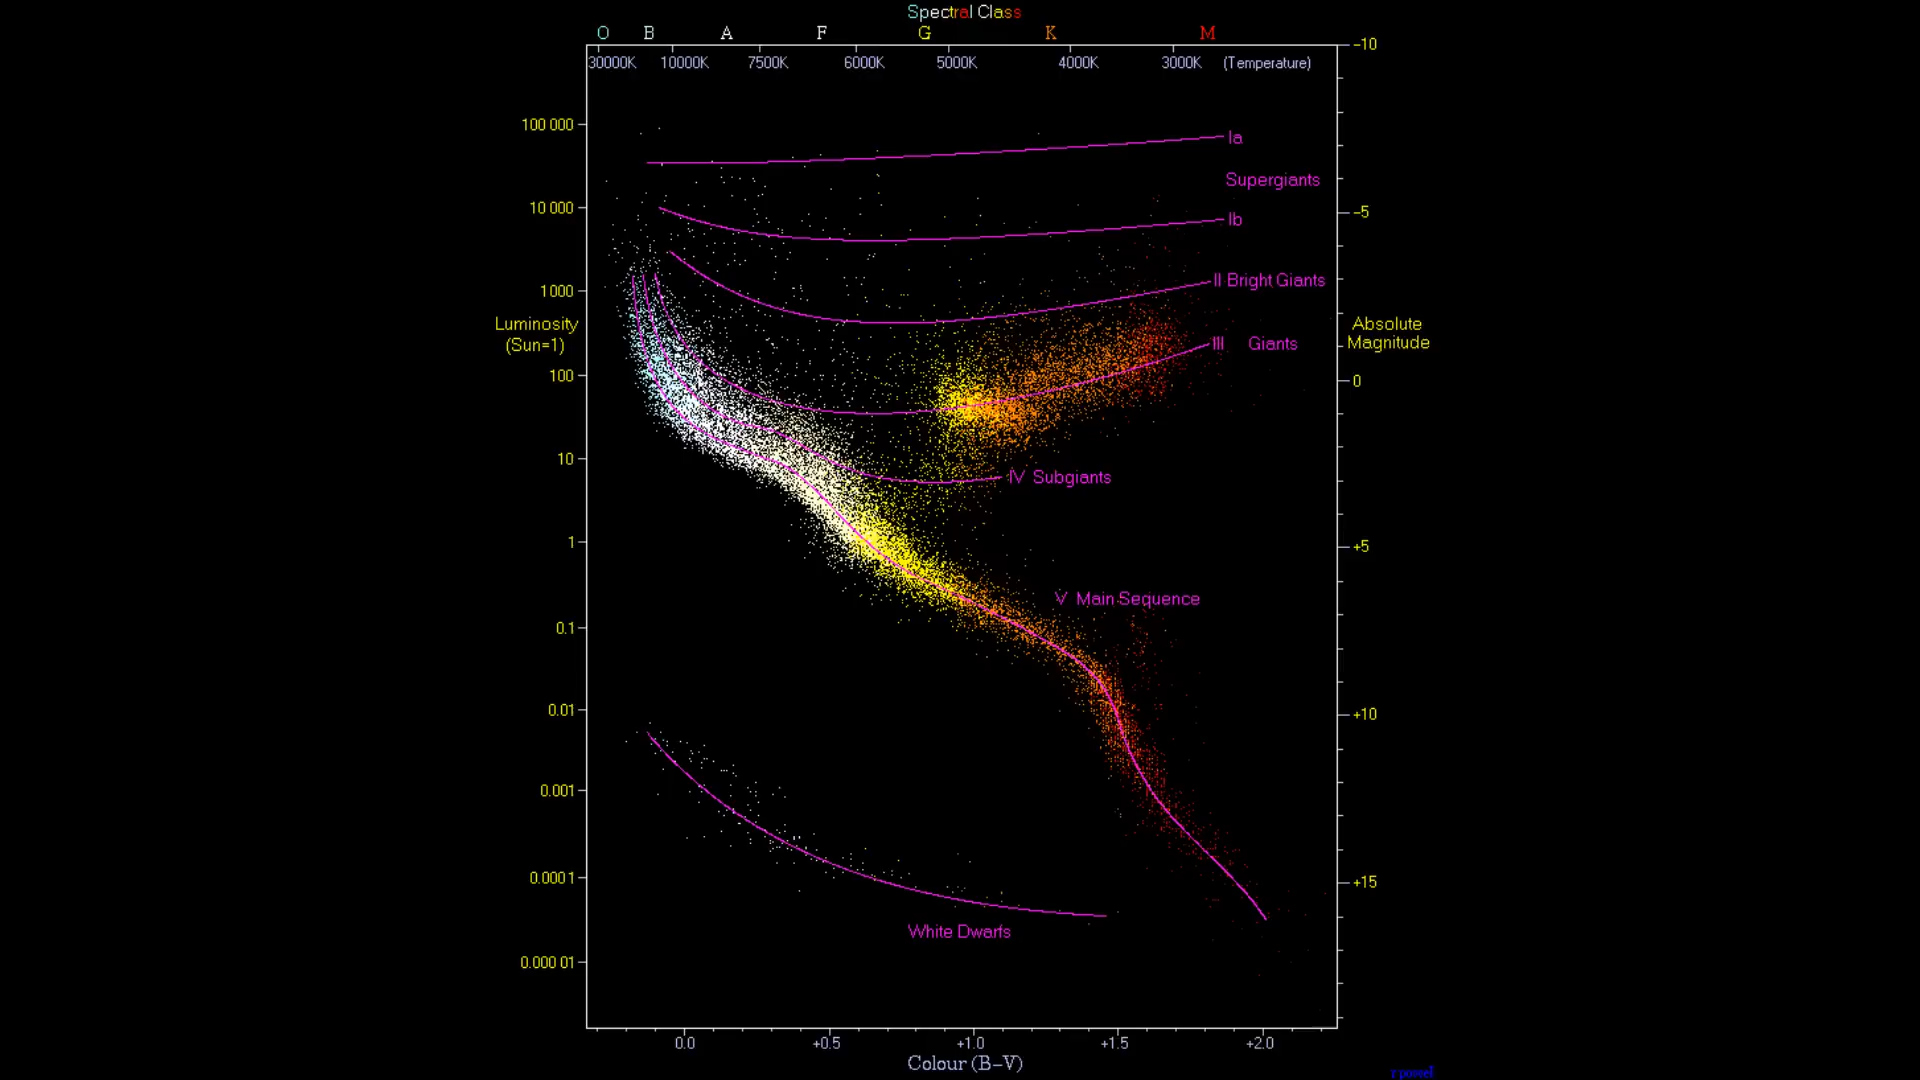 Spectral Class
O B A F G K M
30000K 10000K 7500K 6000K 5000K 4000K 3000K (Temperature)
-10
100 000
Ia
Supergiants
10 000
-5
Ib
II Bright Giants
1 000
Luminosity
(Sun=1)
Absolute
Magnitude
III Giants
100
0
10
IV Subgiants
1
+5
V Main Sequence
0.1
0.01
+10
0.001
0.0001
+15
White Dwarfs
0.000 01
0.0 +0.5 +1.0 +1.5 +2.0
Colour (B-V)
r powell